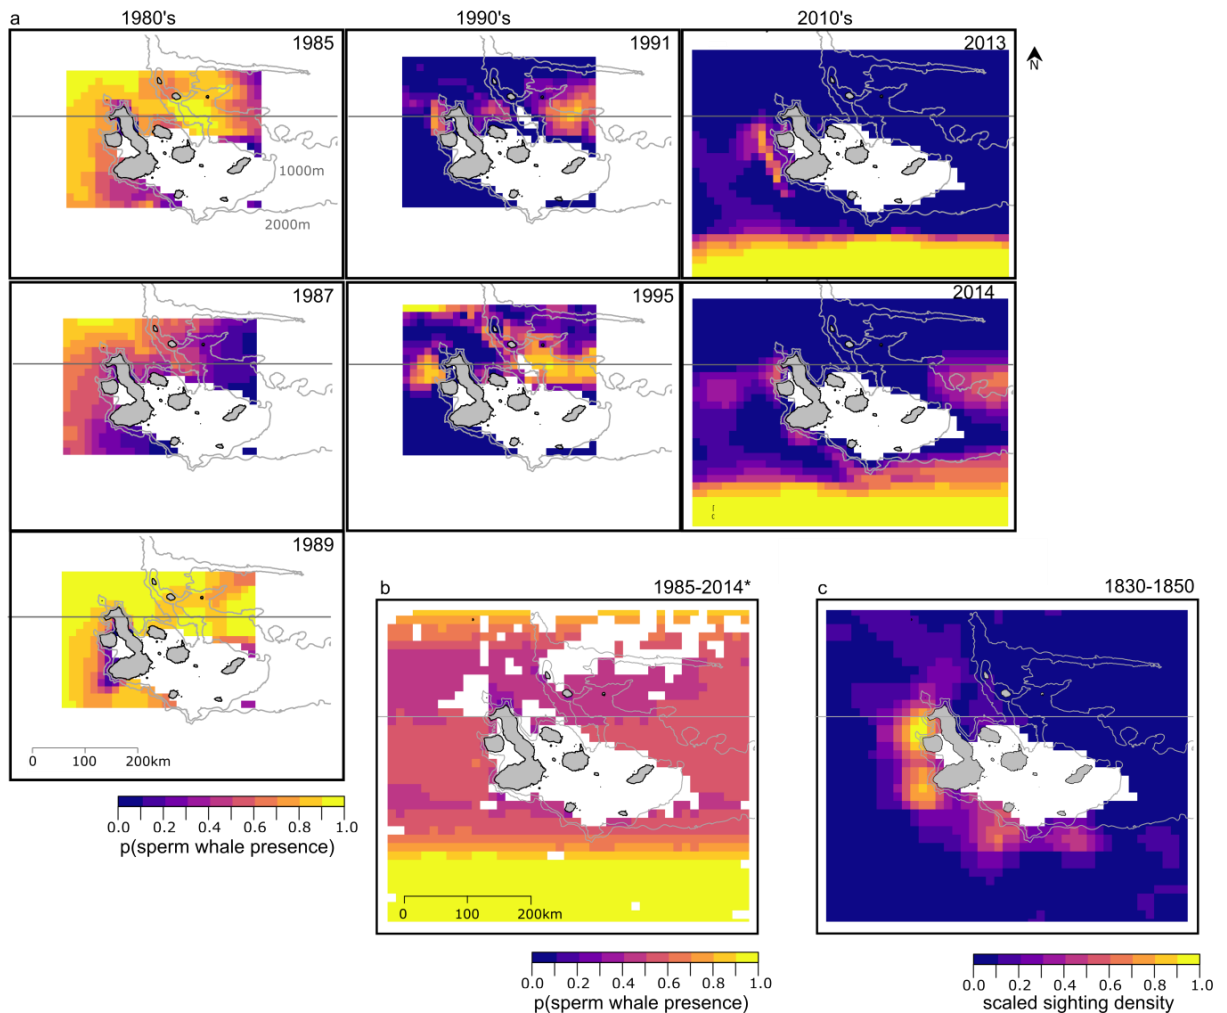 a 1980's 1990's 2010's
1985 1991 2013
N
1000m
2000m
1987 1995 2014
1989
0 100 200km
0.0 0.2 0.4 0.6 0.8 1.0
p(sperm whale presence)
b 1985-2014*
0 100 200km
0.0 0.2 0.4 0.6 0.8 1.0
p(sperm whale presence)
c 1830-1850
0.0 0.2 0.4 0.6 0.8 1.0
scaled sighting density